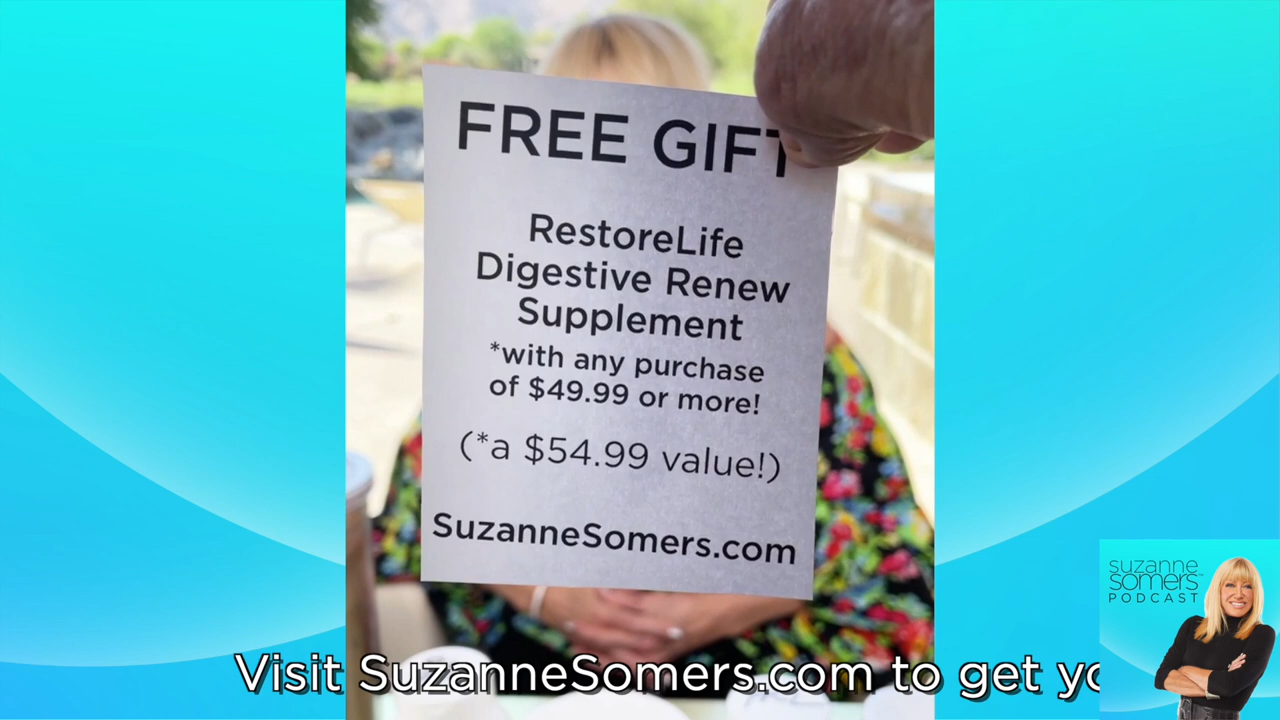 FREE GIFT
RestoreLife
Digestive Renew
Supplement
*with any purchase
of $49.99 or more!
(*a $54.99 value!)
SuzanneSomers.com
suzanne
somers™
PODCAST
Visit SuzanneSomers.com to get yo